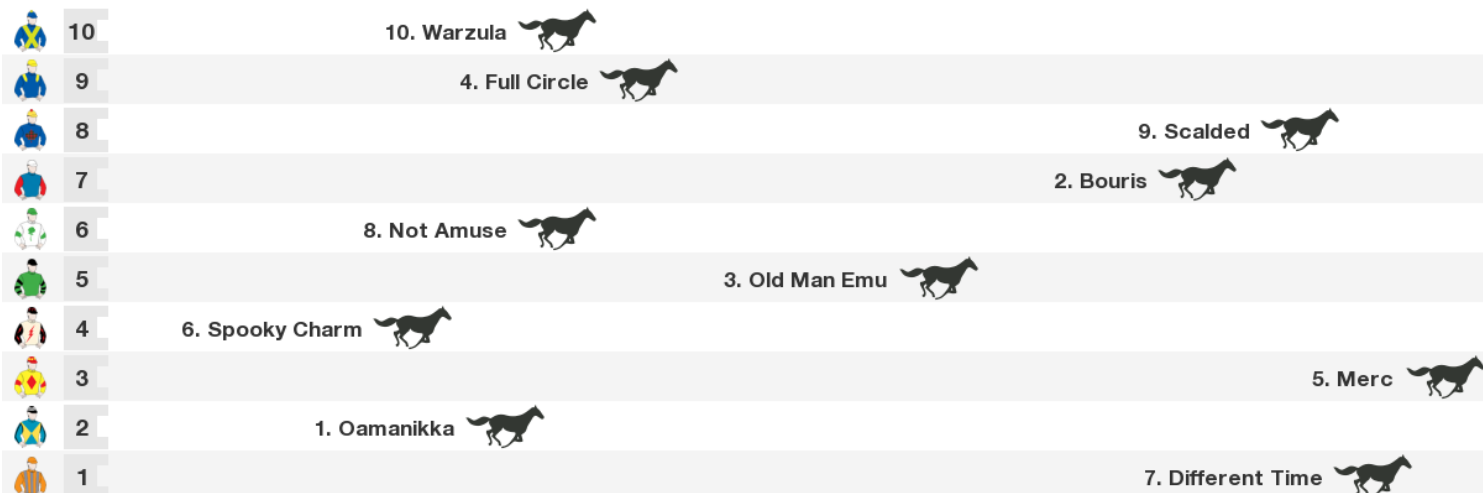 10 10. Warzula
9 4. Full Circle
8 9. Scalded
7 2. Bouris
6 8. Not Amuse
5 3. Old Man Emu
4 6. Spooky Charm
3 5. Merc
2 1. Oamanikka
1 7. Different Time